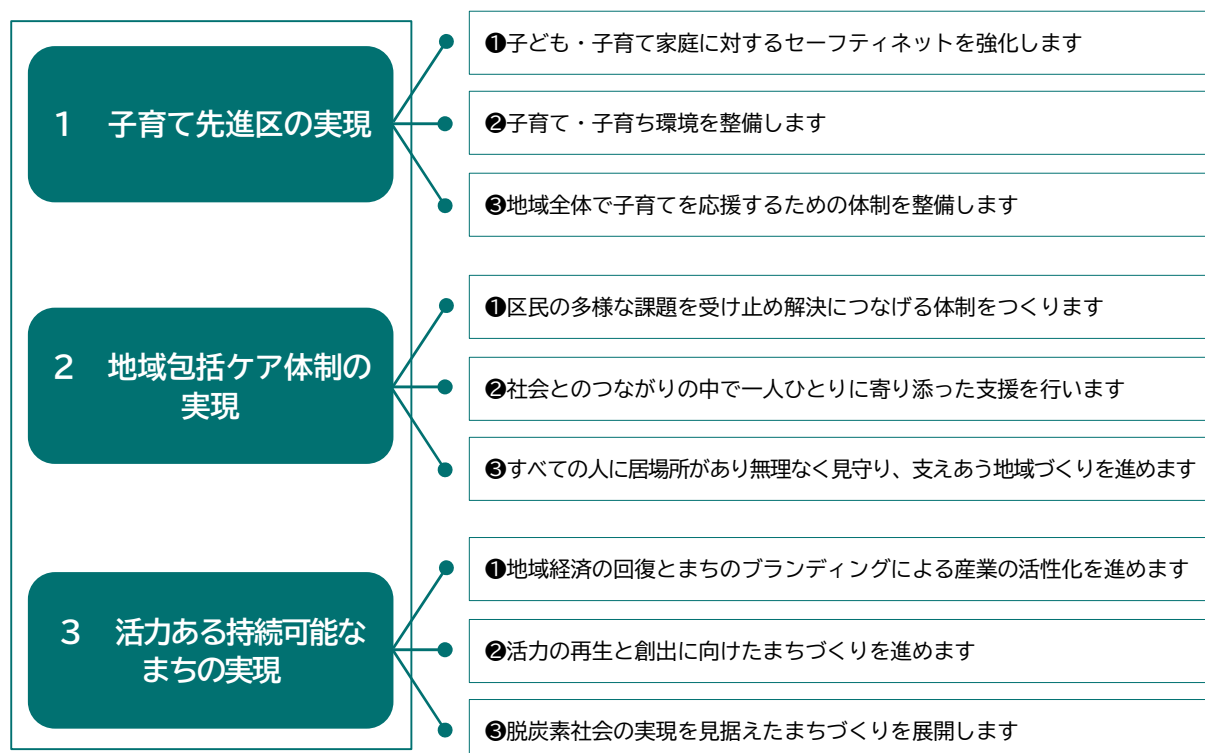 1　子育て先進区の実現
❶子ども・子育て家庭に対するセーフティネットを強化します
❷子育て・子育ち環境を整備します
❸地域全体で子育てを応援するための体制を整備します
2　地域包括ケア体制の
実現
❶区民の多様な課題を受け止め解決につなげる体制をつくります
❷社会とのつながりの中で一人ひとりに寄り添った支援を行います
❸すべての人に居場所があり無理なく見守り、支えあう地域づくりを進めます
3　活力ある持続可能な
まちの実現
❶地域経済の回復とまちのブランディングによる産業の活性化を進めます
❷活力の再生と創出に向けたまちづくりを進めます
❸脱炭素社会の実現を見据えたまちづくりを展開します